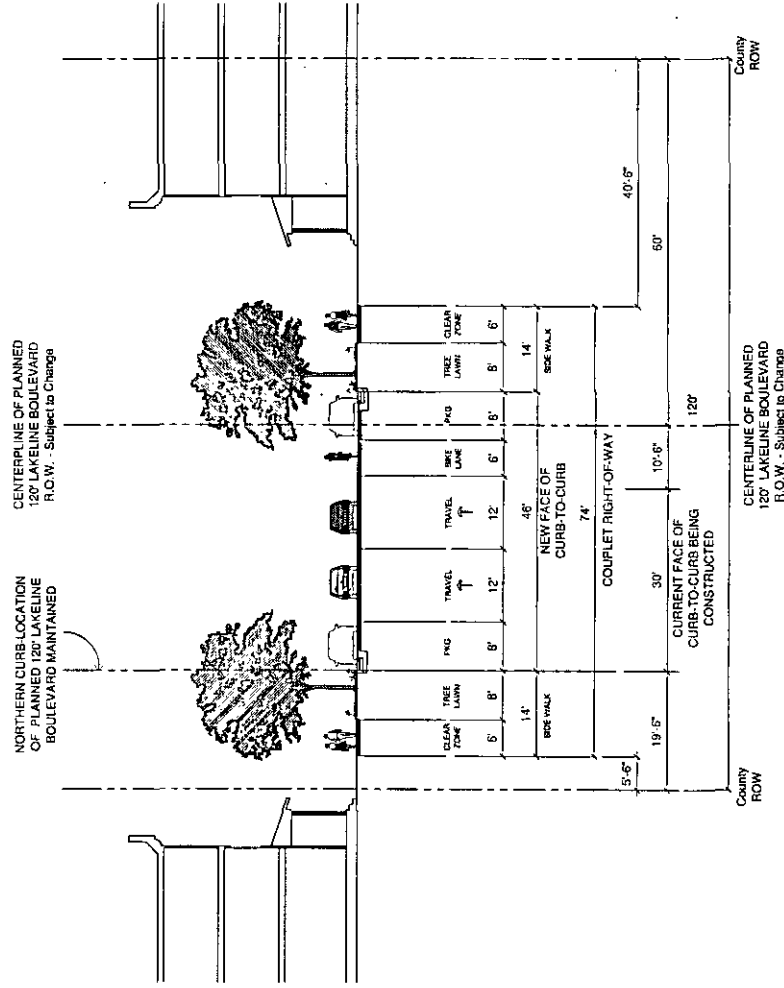 NORTHERN CURB-LOCATION
OF PLANNED 120' LAKELINE
BOULEVARD MAINTAINED
CENTERLINE OF PLANNED
120' LAKELINE BOULEVARD
R.O.W. - Subject to Change
CLEAR
ZONE
TREE
LAWN
PKG
TRAVEL
TRAVEL
BIKE
LANE
PKG
TREE
LAWN
CLEAR
ZONE
6'
8'
8'
12'
12'
6'
8'
8'
6'
14'
46'
14'
SIDE WALK
NEW FACE OF
CURB-TO-CURB
SIDE WALK
74'
COUPLET RIGHT-OF-WAY
5'-6"
40'-6"
19'-6"
30'
10'-6"
60'
CURRENT FACE OF
CURB-TO-CURB BEING
CONSTRUCTED
120'
County
ROW
CENTERLINE OF PLANNED
120' LAKELINE BOULEVARD
R.O.W. - Subject to Change
County
ROW